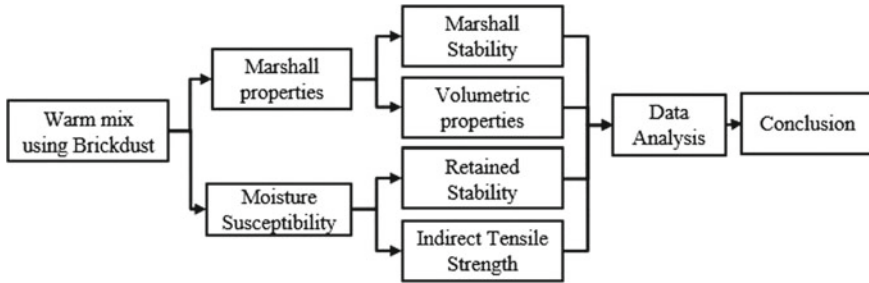 Warm mix
using Brickdust
Marshall
properties
Moisture
Susceptibility
Marshall
Stability
Volumetric
properties
Retained
Stability
Indirect Tensile
Strength
Data
Analysis
Conclusion